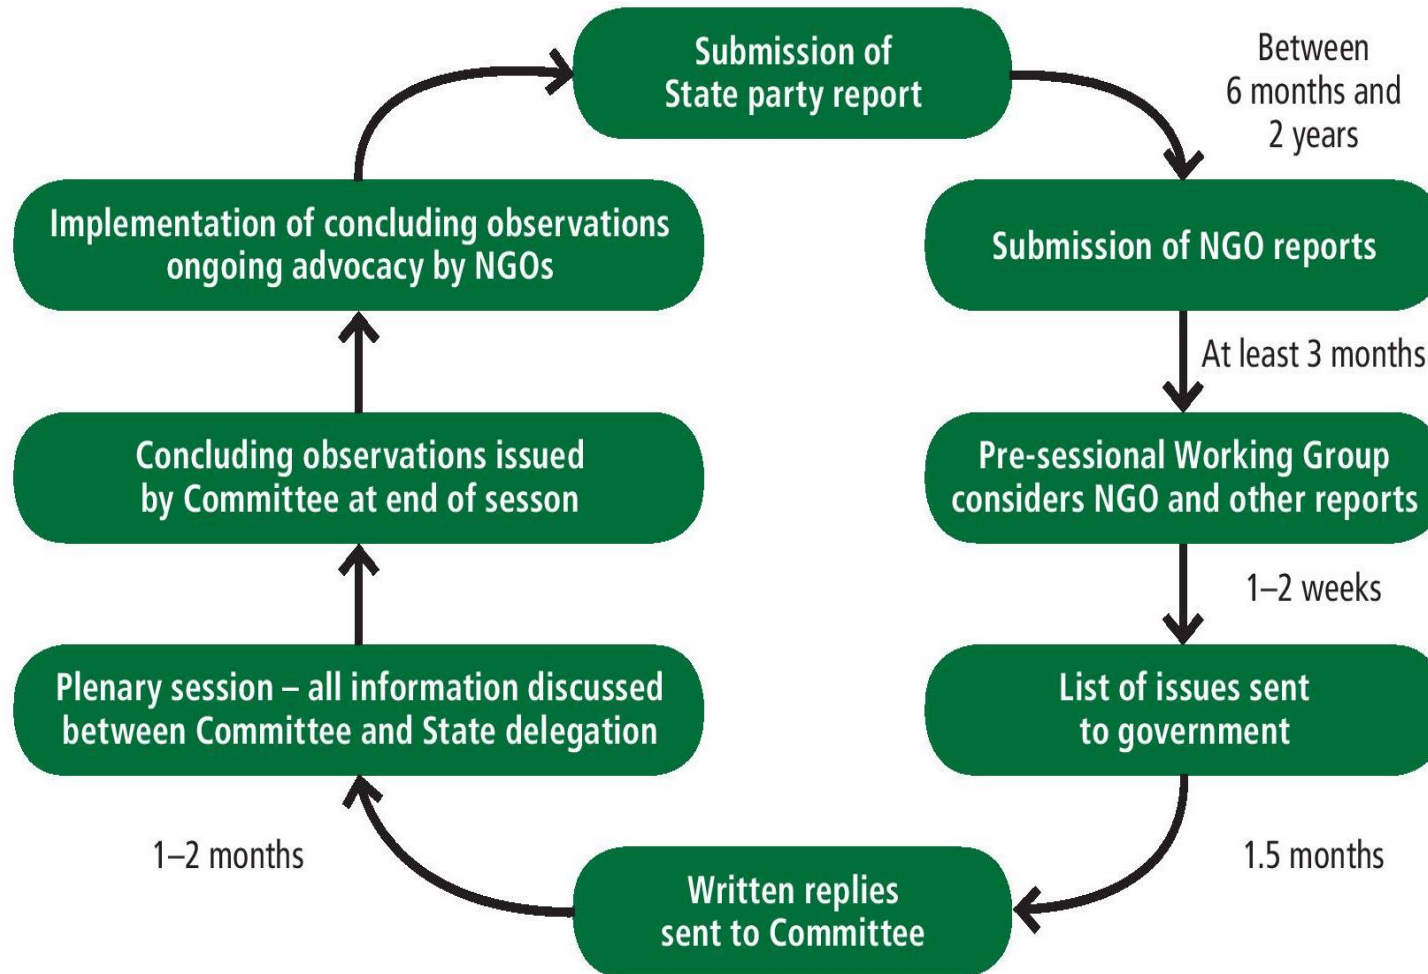 Submission of
State party report
Between
6 months and
2 years
Submission of NGO reports
At least 3 months
Pre-sessional Working Group
considers NGO and other reports
1–2 weeks
List of issues sent
to government
1.5 months
Written replies
sent to Committee
1–2 months
Plenary session – all information discussed
between Committee and State delegation
Concluding observations issued
by Committee at end of sesson
Implementation of concluding observations
ongoing advocacy by NGOs